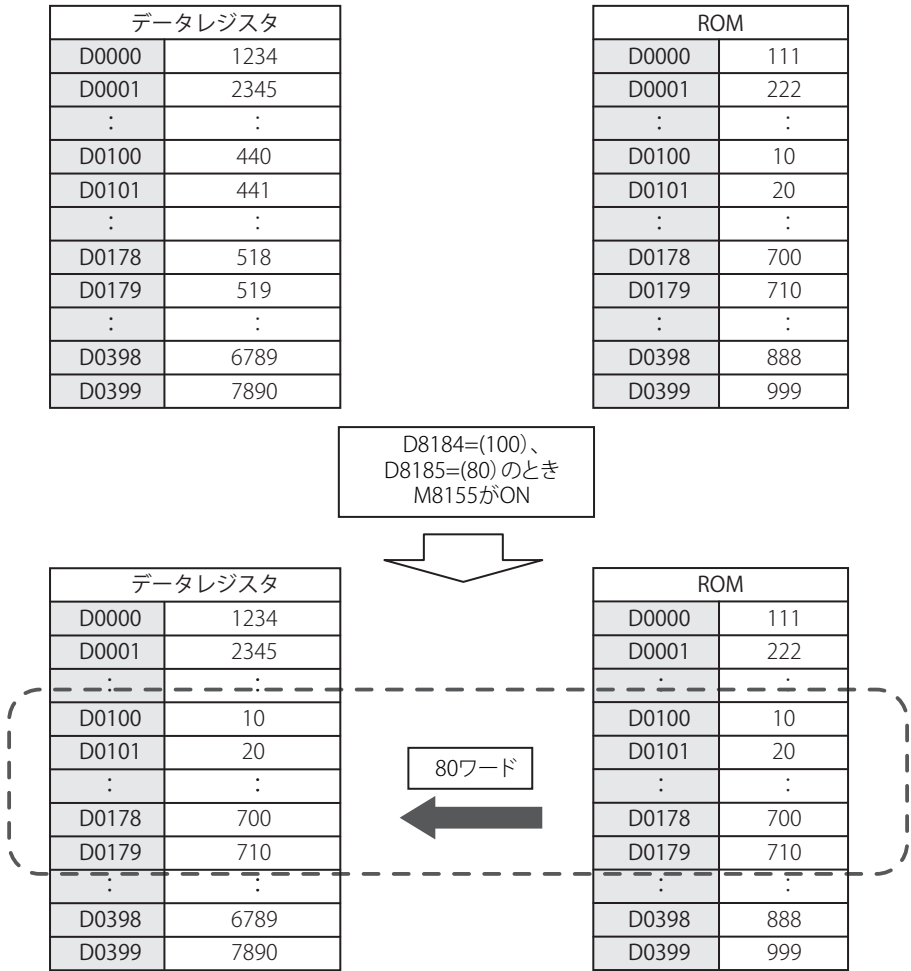 データレジスタ ROM
D0000 1234 D0000 111
D0001 2345 D0001 222
： ： ： ：
D0100 440 D0100 10
D0101 441 D0101 20
： ： ： ：
D0178 518 D0178 700
D0179 519 D0179 710
： ： ： ：
D0398 6789 D0398 888
D0399 7890 D0399 999
D8184=(100)、
D8185=(80)のとき
M8155がON
データレジスタ ROM
D0000 1234 D0000 111
D0001 2345 D0001 222
： ： ： ：
D0100 10 D0100 10
D0101 20 80ワード D0101 20
： ： ： ：
D0178 700 D0178 700
D0179 710 D0179 710
： ： ： ：
D0398 6789 D0398 888
D0399 7890 D0399 999